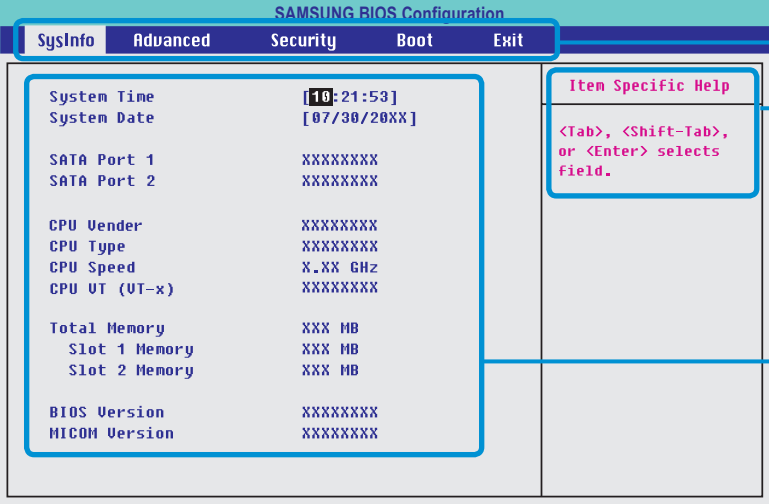 SAMSUNG BIOS Configuration
SysInfo Advanced Security Boot Exit
System Time [10:21:53]
System Date [07/30/20XX]
SATA Port 1 XXXXXXXX
SATA Port 2 XXXXXXXX
CPU Vender XXXXXXXX
CPU Type XXXXXXXX
CPU Speed X.XX GHz
CPU VT (VT-x) XXXXXXXX
Total Memory XXX MB
Slot 1 Memory XXX MB
Slot 2 Memory XXX MB
BIOS Version XXXXXXXX
MICOM Version XXXXXXXX
Item Specific Help
<Tab>, <Shift-Tab>,
or <Enter> selects
field.